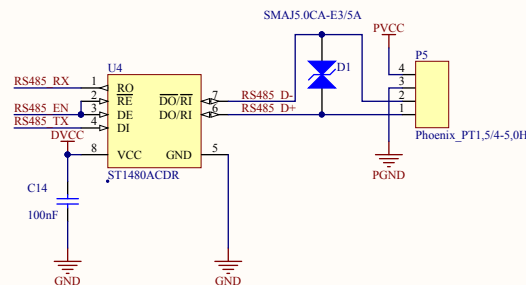 SMAJ5.0CA-E3/5A
PVCC
U4
P5
D1
RS485_RX 1 RO
RS485_EN 2 RE DO/RI 7 RS485_D-
3 DE DO/RI 6 RS485_D+
RS485_TX 4 DI
DVCC
8 VCC GND 5
ST1480ACDR
4
3
2
1
Phoenix_PT1,5/4-5,0H
PGND
C14
100nF
GND
GND